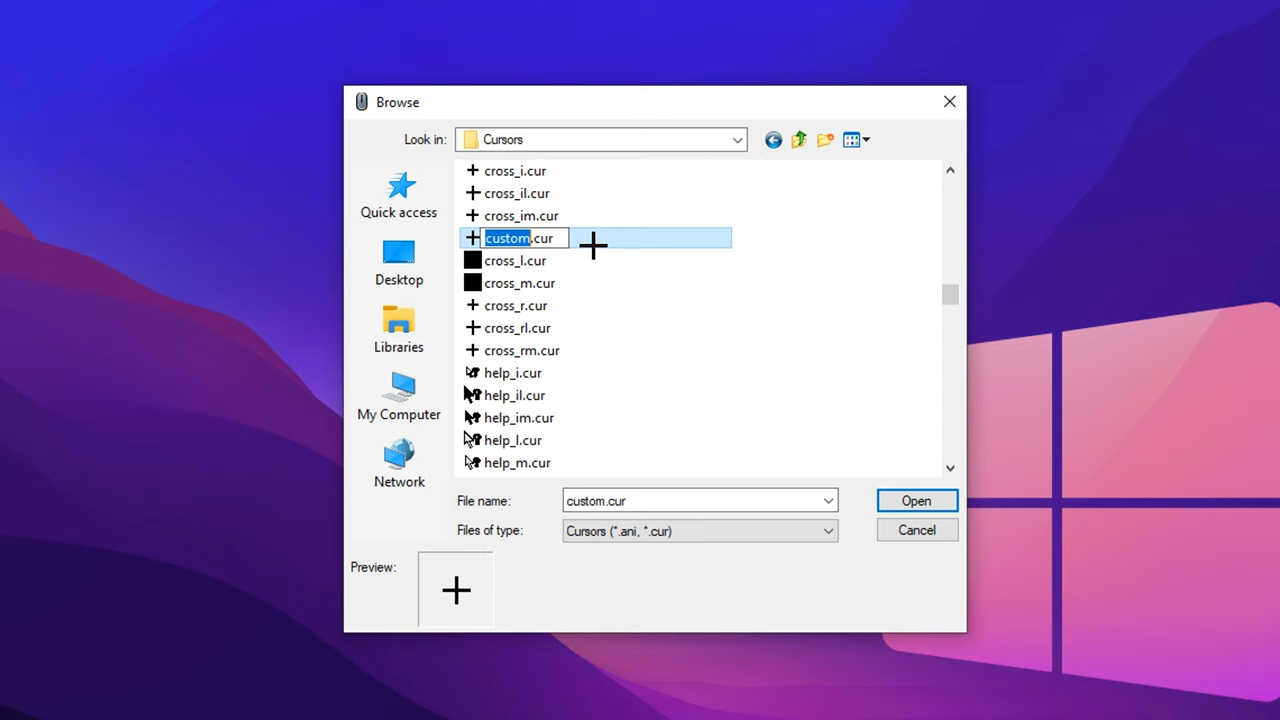 Browse
Look in:
Cursors
Quick access
Desktop
Libraries
My Computer
Network
cross_i.cur
cross_il.cur
cross_im.cur
custom.cur
cross_l.cur
cross_m.cur
cross_r.cur
cross_rl.cur
cross_rm.cur
help_i.cur
help_il.cur
help_im.cur
help_l.cur
help_m.cur
File name:
custom.cur
Open
Files of type:
Cursors (*.ani, *.cur)
Cancel
Preview: